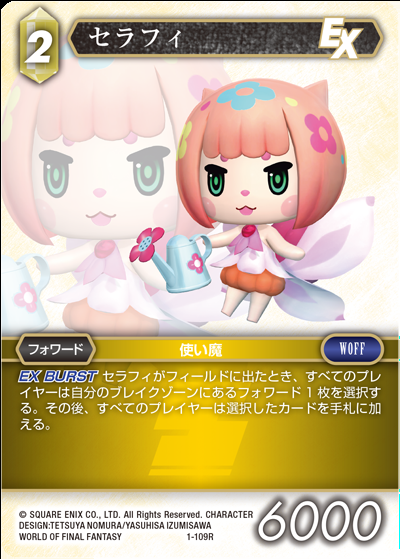 2
セラフィ
EX
フォワード
使い魔
WOFF
EX BURST セラフィがフィールドに出たとき、すべてのプレ
イヤーは自分のブレイクゾーンにあるフォワード1枚を選択す
る。その後、すべてのプレイヤーは選択したカードを手札に加
える。
© SQUARE ENIX CO., LTD. All Rights Reserved. CHARACTER
DESIGN:TETSUYA NOMURA/YASUHISA IZUMISAWA
WORLD OF FINAL FANTASY
1-109R
6000